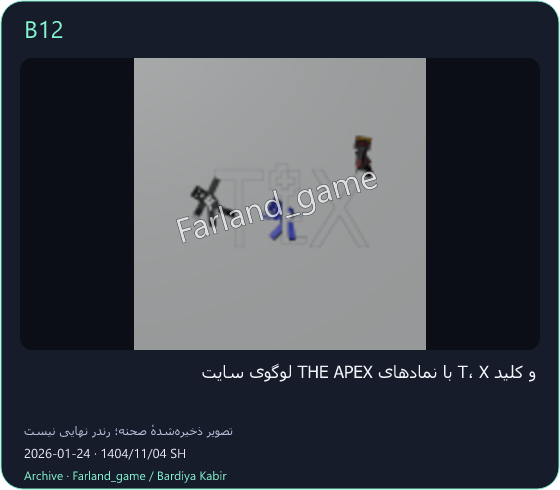 B12
T X
Farland_game
لوگوی سایت THE APEX با نمادهای T، X و کلید
تصویر ذخیره‌شدهٔ صحنه؛ رندر نهایی نیست
2026-01-24 · 1404/11/04 SH
Archive · Farland_game / Bardiya Kabir